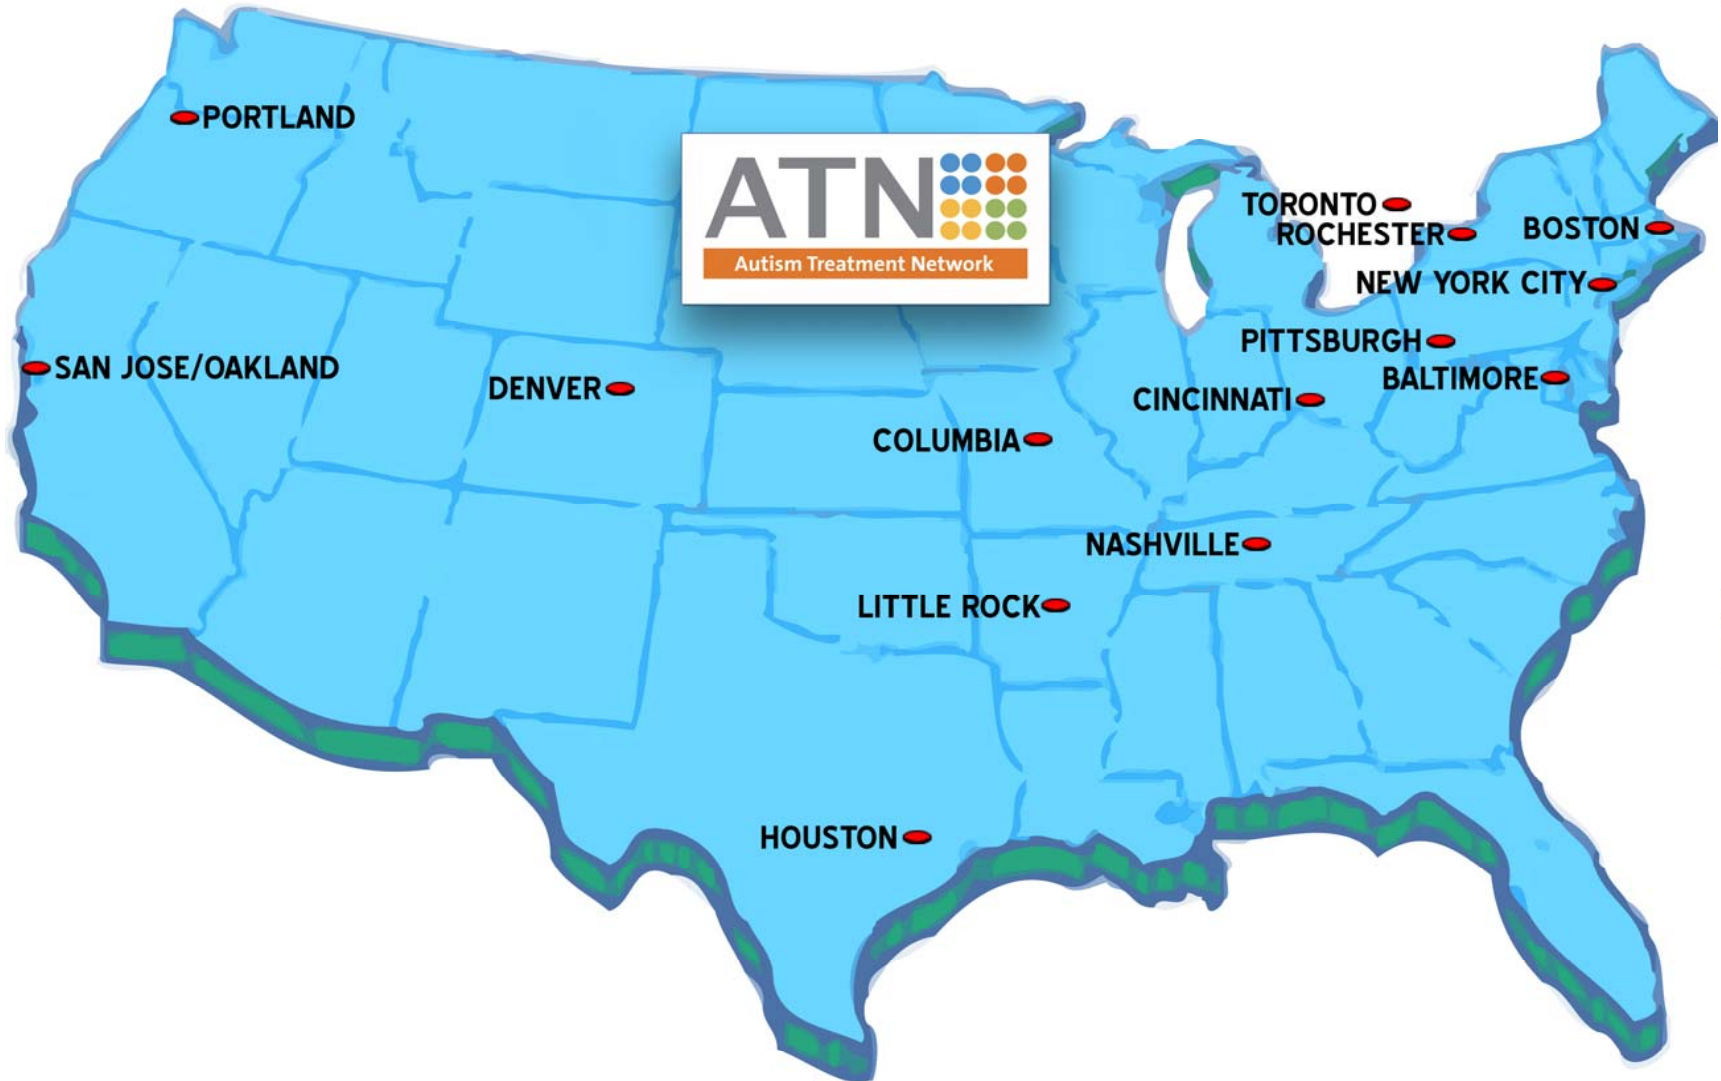 PORTLAND
ATN
Autism Treatment Network
TORONTO
ROCHESTER
BOSTON
NEW YORK CITY
PITTSBURGH
SAN JOSE/OAKLAND
BALTIMORE
DENVER
CINCINNATI
COLUMBIA
NASHVILLE
LITTLE ROCK
HOUSTON